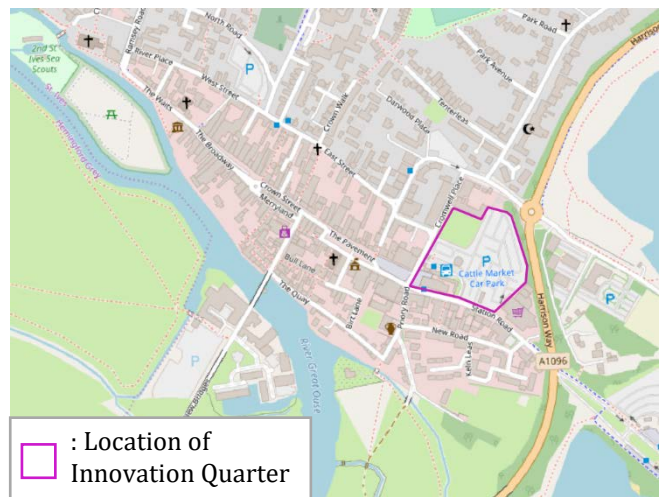 North Road
Park Road
Ramsey Road
2nd St
Ives Sea
Scouts
River Place
Park Avenue
West Street
The Waits
Tenterleas
Darwood Place
Crown Walk
The Broadway
East Street
Crown Street
Merryland
Cromwell Place
The Pavement
P
Cattle Market
Car Park
Bull Lane
The Quay
Birt Lane
Priory Road
Station Road
New Road
Harrison Way
A1096
River Great Ouse
: Location of
Innovation Quarter